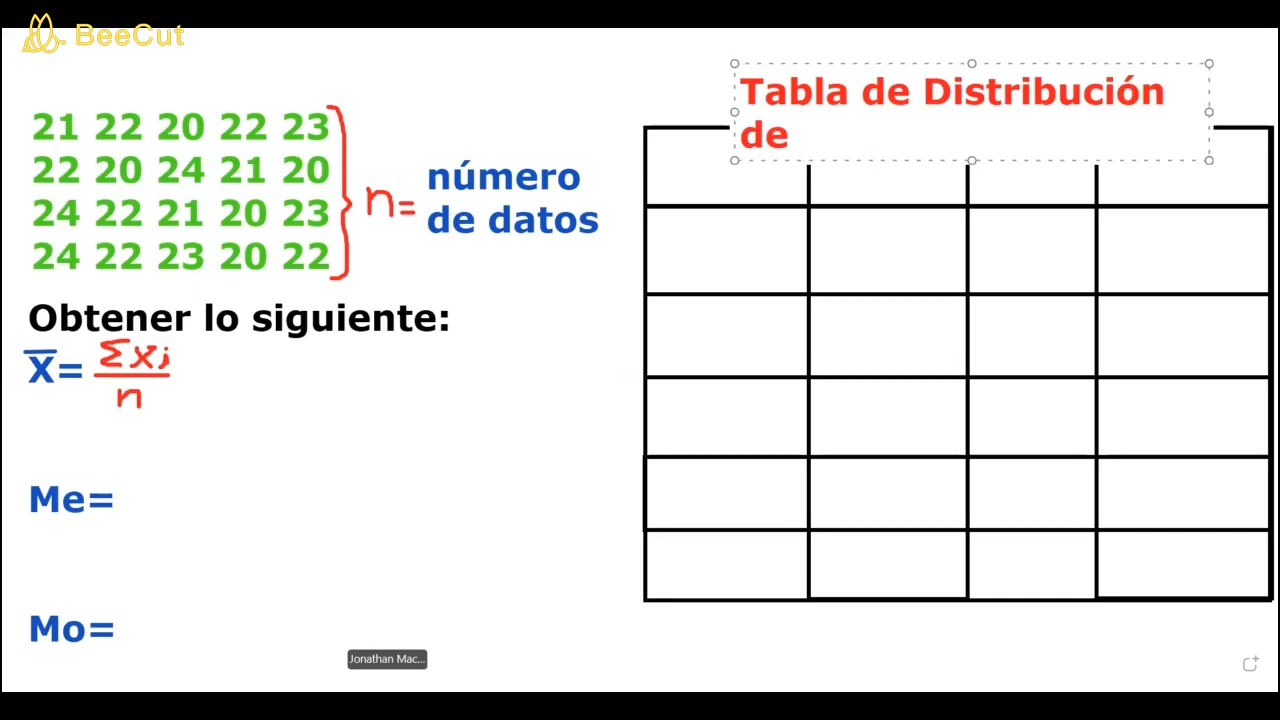 BeeCut
21 22 20 22 23
22 20 24 21 20
24 22 21 20 23
24 22 23 20 22
n=
número
de datos
Obtener lo siguiente:
X̅= Σxi
n
Me=
Mo=
Tabla de Distribución
de
Jonathan Mac...